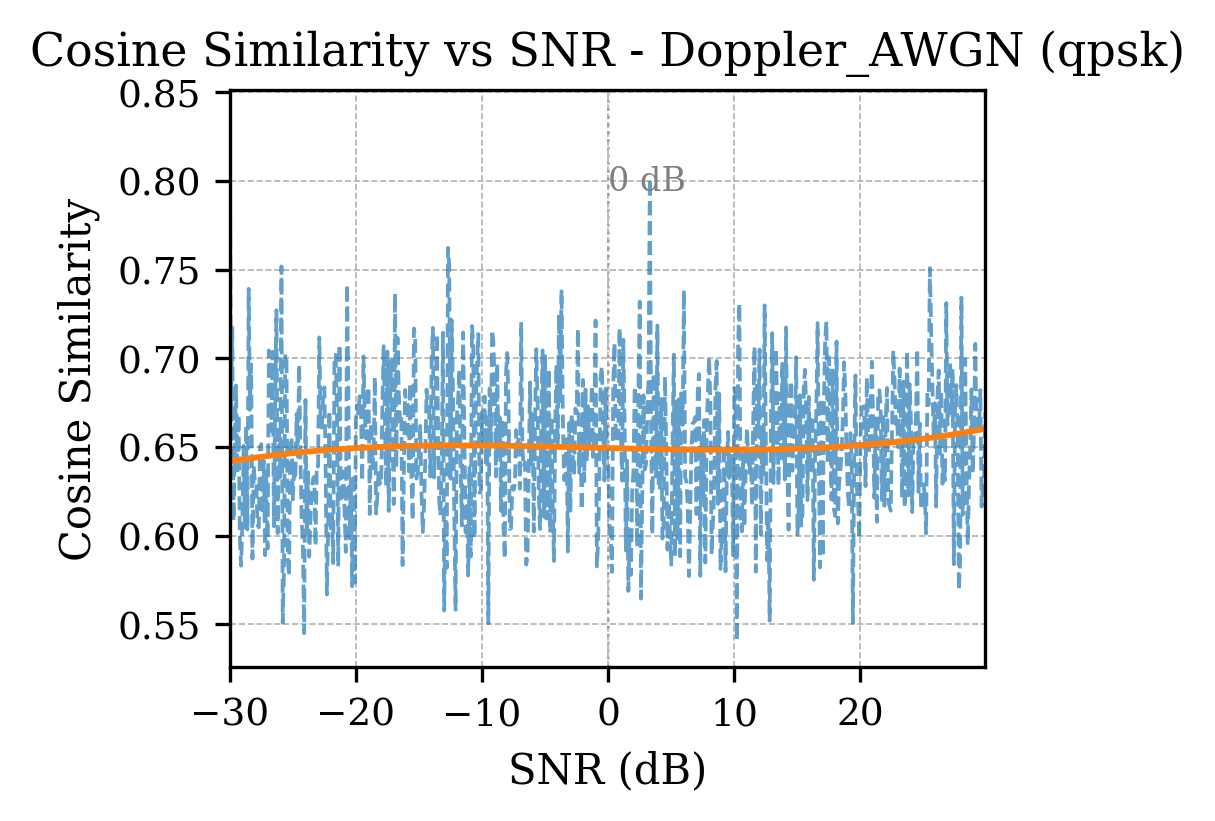 Cosine Similarity vs SNR - Doppler_AWGN (qpsk)
0.85
0.80
0.75
0.70
0.65
0.60
0.55
Cosine Similarity
0 dB
−30 −20 −10 0 10 20
SNR (dB)